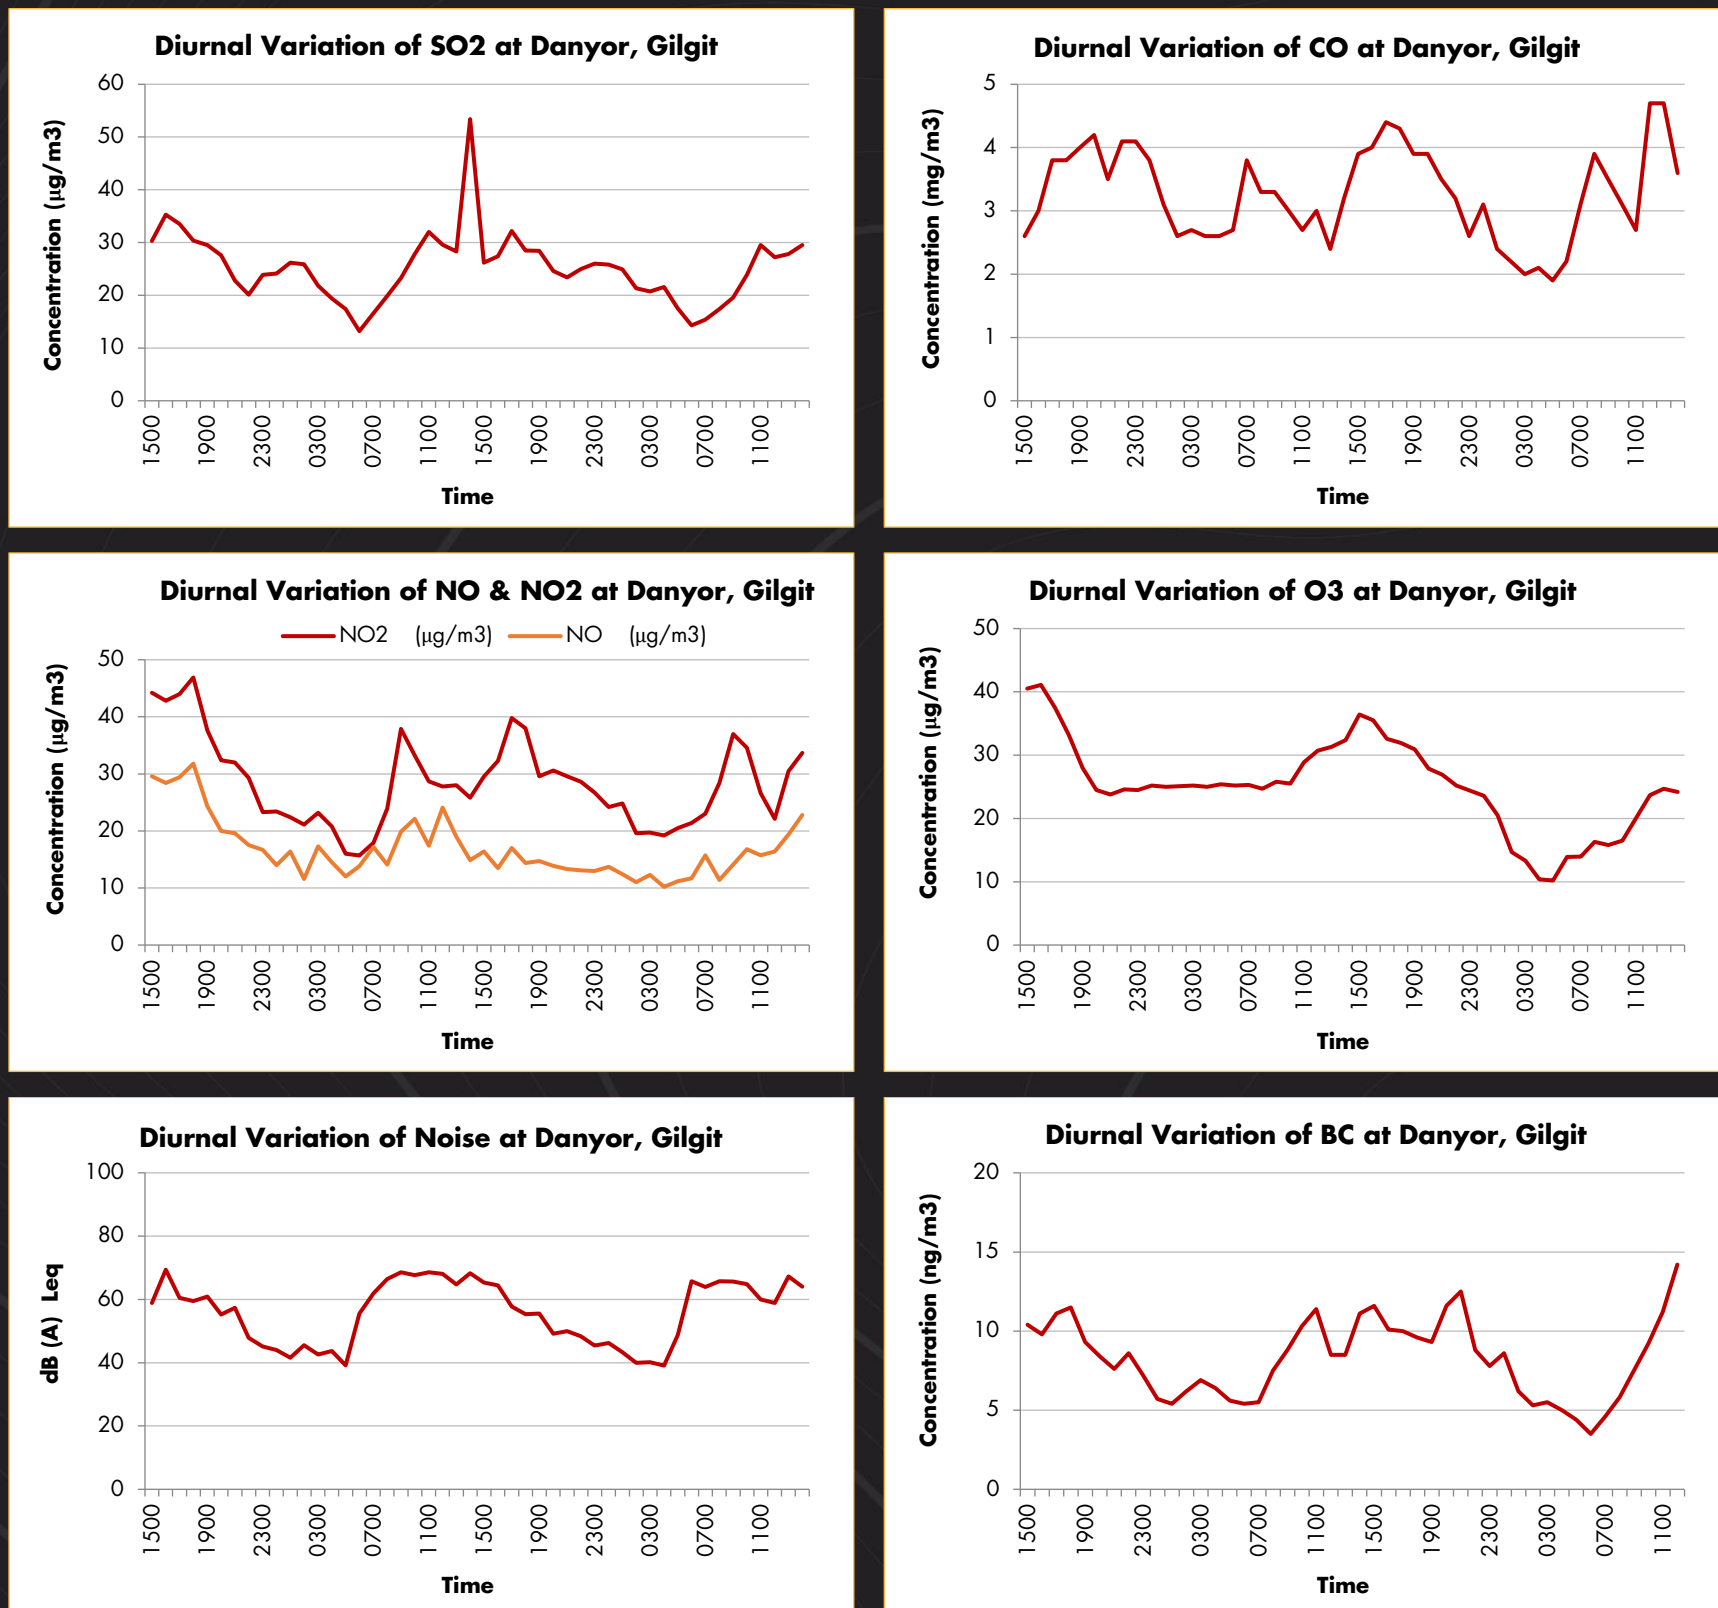 Diurnal Variation of SO2 at Danyor, Gilgit
Concentration (µg/m3)
60
50
40
30
20
10
0
1500 1900 2300 0300 0700 1100 1500 1900 2300 0300 0700 1100
Time
Diurnal Variation of CO at Danyor, Gilgit
Concentration (mg/m3)
5
4
3
2
1
0
1500 1900 2300 0300 0700 1100 1500 1900 2300 0300 0700 1100
Time
Diurnal Variation of NO & NO2 at Danyor, Gilgit
NO2 (µg/m3) NO (µg/m3)
Concentration (µg/m3)
50
40
30
20
10
0
1500 1900 2300 0300 0700 1100 1500 1900 2300 0300 0700 1100
Time
Diurnal Variation of O3 at Danyor, Gilgit
Concentration (µg/m3)
50
40
30
20
10
0
1500 1900 2300 0300 0700 1100 1500 1900 2300 0300 0700 1100
Time
Diurnal Variation of Noise at Danyor, Gilgit
dB (A) Leq
100
80
60
40
20
0
1500 1900 2300 0300 0700 1100 1500 1900 2300 0300 0700 1100
Time
Diurnal Variation of BC at Danyor, Gilgit
Concentration (ng/m3)
20
15
10
5
0
1500 1900 2300 0300 0700 1100 1500 1900 2300 0300 0700 1100
Time